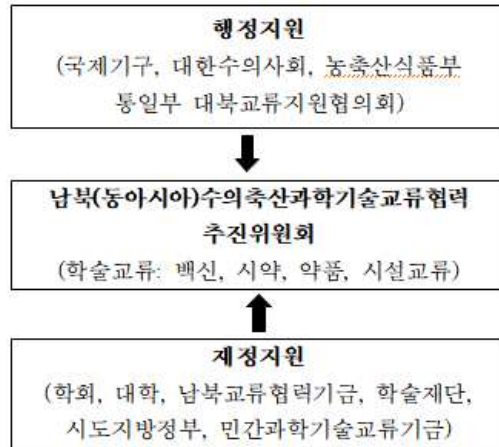 행정지원
(국제기구, 대한수의사회, 농축산식품부
통일부 대북교류지원협의회)
남북(동아시아)수의축산과학기술교류협력
추진위원회
(학술교류: 백신, 시약, 약품, 시설교류)
재정지원
(학회, 대학, 남북교류협력기금, 학술재단,
시도지방정부, 민간과학기술교류기금)